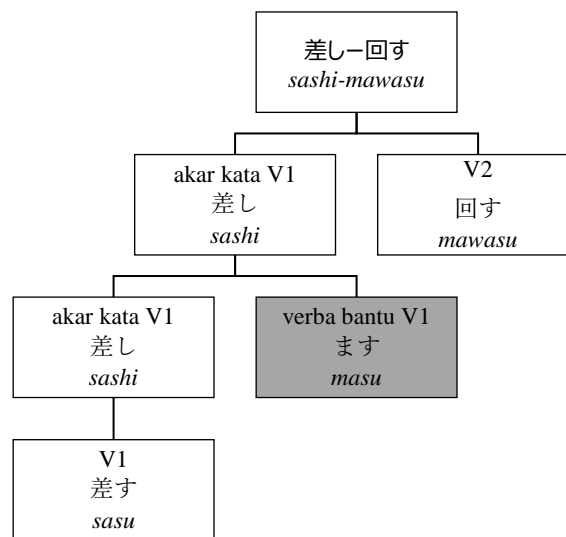 差しー回す
sashi-mawasu
akar kata V1
差し
sashi
V2
回す
mawasu
akar kata V1
差し
sashi
verba bantu V1
ます
masu
V1
差す
sasu